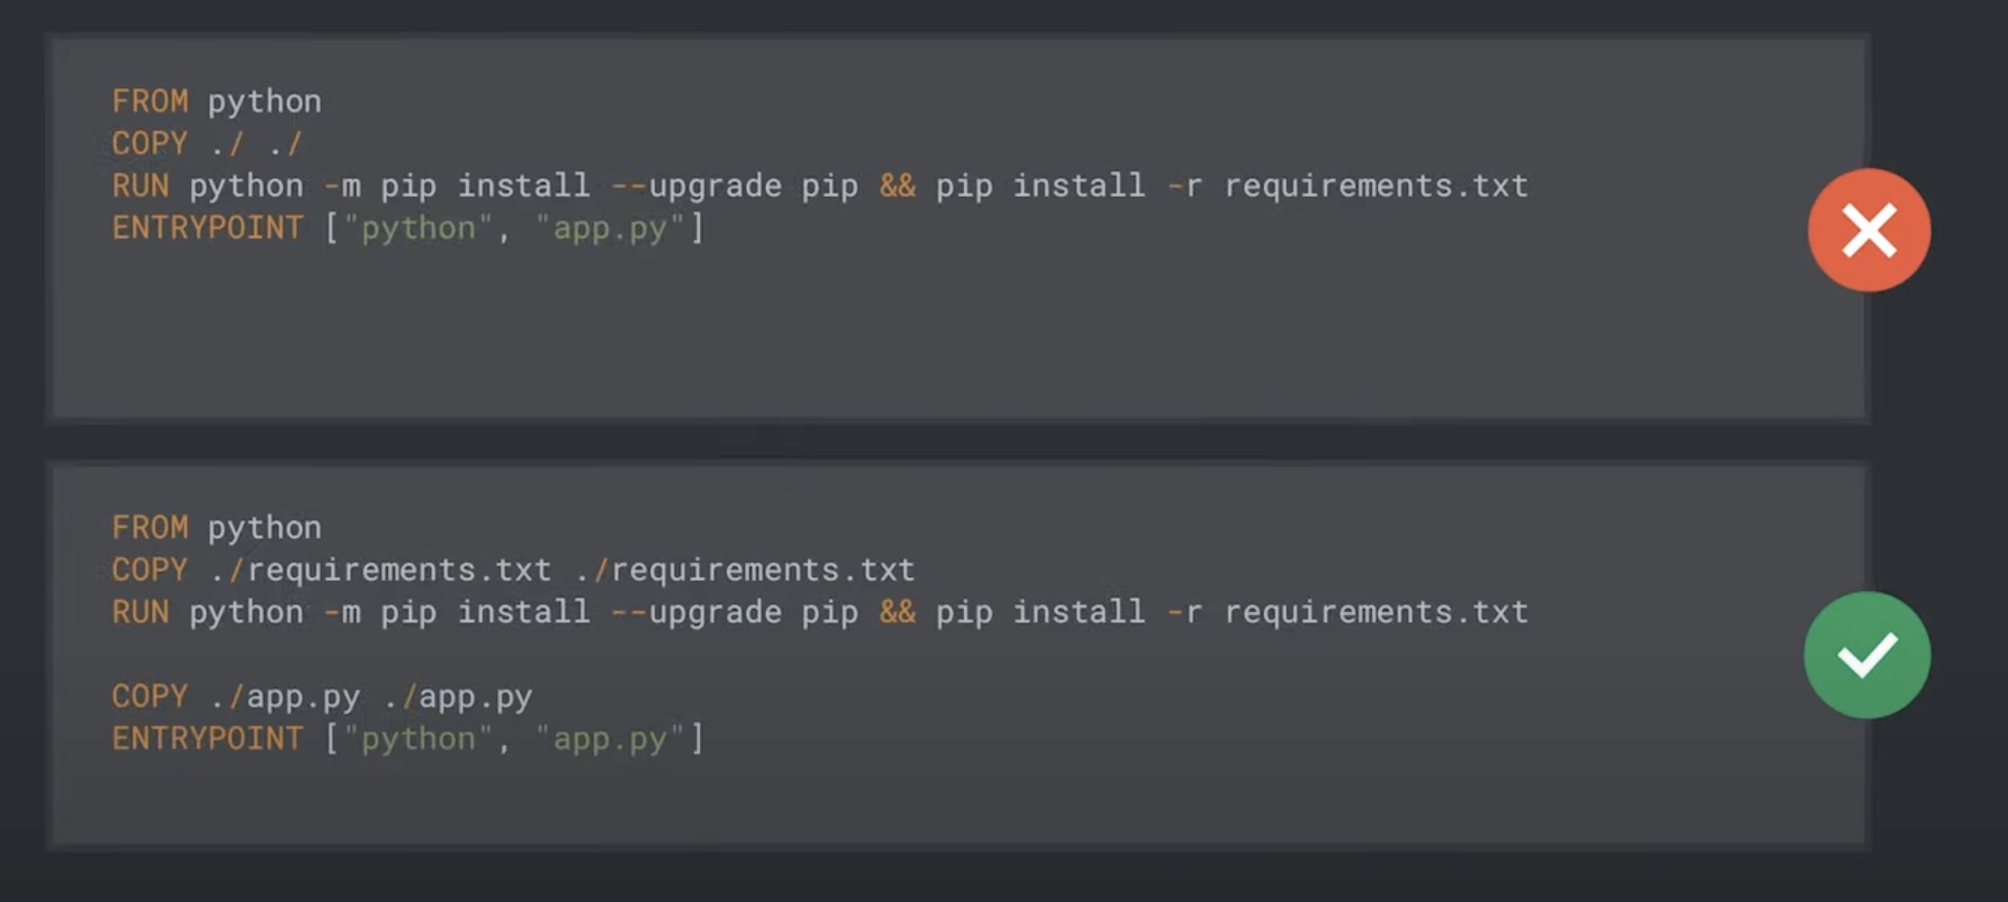 FROM python
COPY ./ ./
RUN python -m pip install --upgrade pip && pip install -r requirements.txt
ENTRYPOINT ["python", "app.py"]
FROM python
COPY ./requirements.txt ./requirements.txt
RUN python -m pip install --upgrade pip && pip install -r requirements.txt
COPY ./app.py ./app.py
ENTRYPOINT ["python", "app.py"]